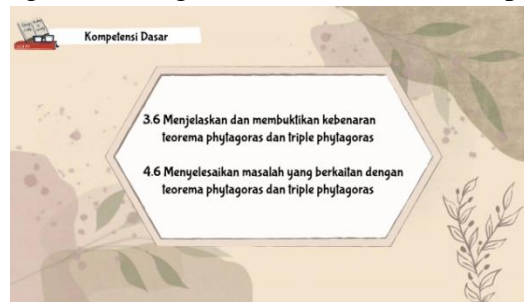 Kompetensi Dasar
3.6 Menjelaskan dan membuktikan kebenaran
teorema phytagoras dan triple phytagoras
4.6 Menyelesaikan masalah yang berkaitan dengan
teorema phytagoras dan triple phytagoras